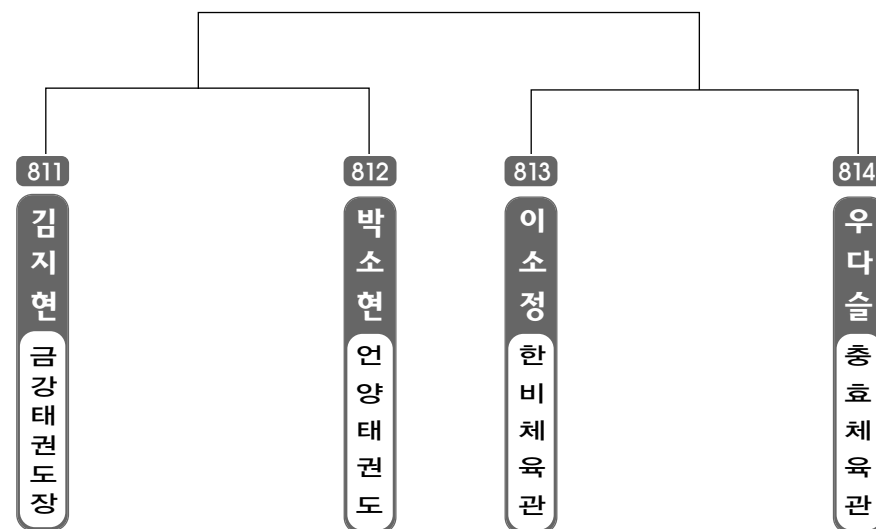 811
김지현
금강태권도장
812
박소현
언양태권도
813
이소정
한비체육관
814
우다슬
충효체육관